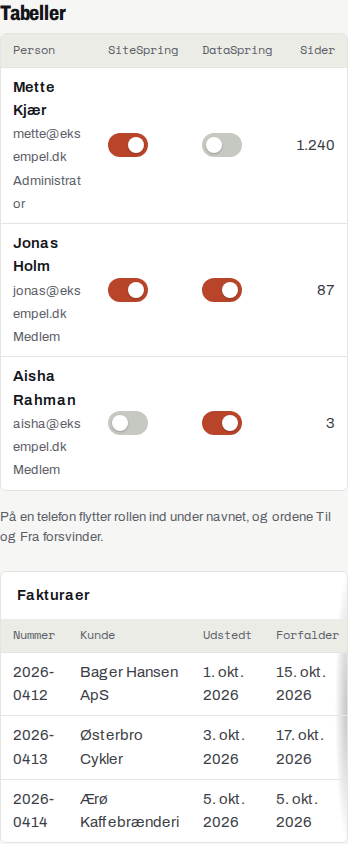 Tabeller
Person SiteSpring DataSpring Sider
Mette
Kjær
mette@eks
empel.dk
Administrat
or
1.240
Jonas
Holm
jonas@eks
empel.dk
Medlem
87
Aisha
Rahman
aisha@eks
empel.dk
Medlem
3
På en telefon flytter rollen ind under navnet, og ordene Til
og Fra forsvinder.
Fakturaer
Nummer Kunde Udstedt Forfalder
2026- Bager Hansen 1. okt. 15. okt.
0412 ApS 2026 2026
2026- Østerbro 3. okt. 17. okt.
0413 Cykler 2026 2026
2026- Ærø 5. okt. 5. okt.
0414 Kaffebrænderi 2026 2026